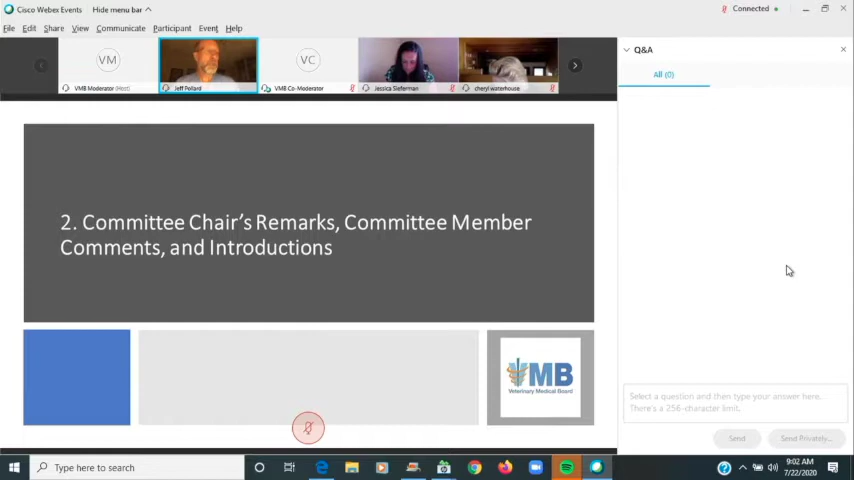 Cisco Webex Events
Hide menu bar
Connected
File Edit Share View Communicate Participant Event Help
Q&A
All (0)
VM
VC
VMB Moderator (Host)
Jeff Pollard
VMB Co-Moderator
Jessica Sieferman
cheryl waterhouse
2. Committee Chair's Remarks, Committee Member
Comments, and Introductions
VMB
Veterinary Medical Board
Select a question and then type your answer here...
There's a 256-character limit.
Send
Send Privately...
Type here to search
9:02 AM
7/22/2020